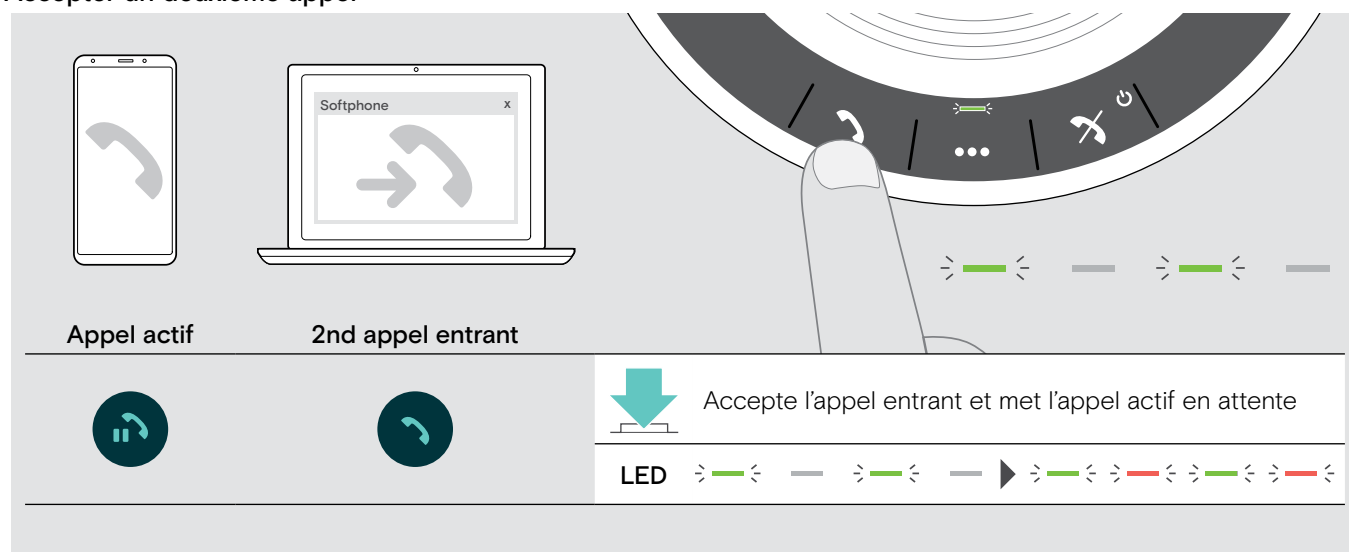 Accepter un deuxième appel
Softphone x
Appel actif 2nd appel entrant
Accepte l'appel entrant et met l'appel actif en attente
LED